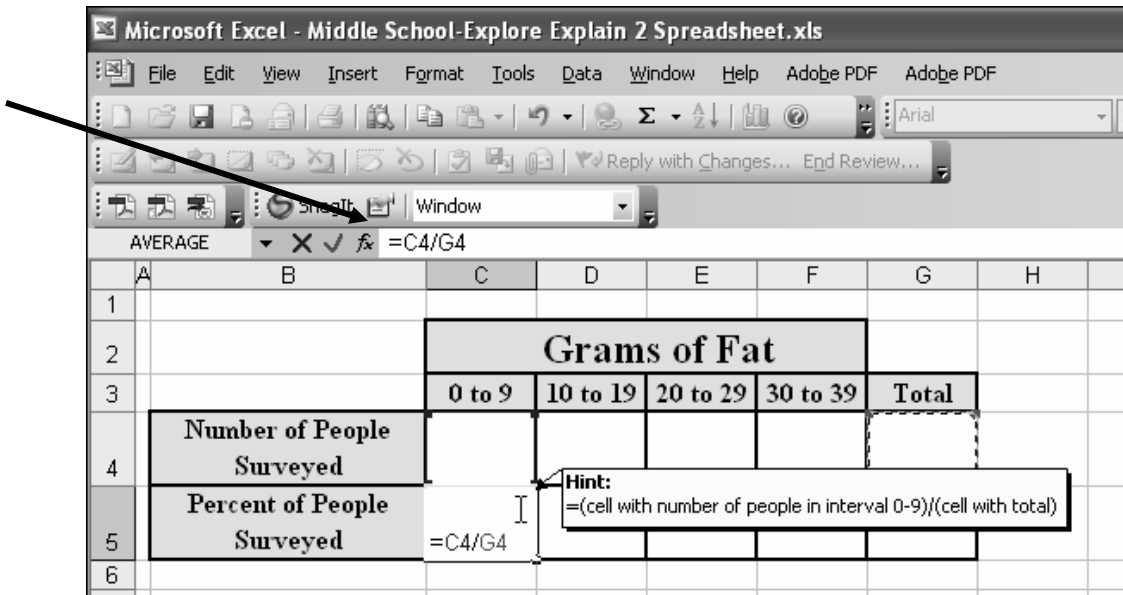 Microsoft Excel - Middle School-Explore Explain 2 Spreadsheet.xls
File Edit View Insert Format Tools Data Window Help Adobe PDF Adobe PDF
Σ Arial
Reply with Changes... End Review...
SnagIt Window
AVERAGE fx =C4/G4
A B C D E F G H
1
2 Grams of Fat
3 0 to 9 10 to 19 20 to 29 30 to 39 Total
Number of People
4 Surveyed
Hint:
=(cell with number of people in interval 0-9)/(cell with total)
Percent of People
5 Surveyed =C4/G4
6